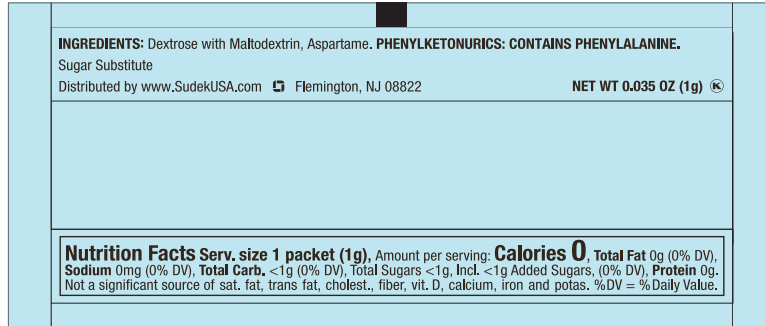 INGREDIENTS: Dextrose with Maltodextrin, Aspartame. PHENYLKETONURICS: CONTAINS PHENYLALANINE.
Sugar Substitute
Distributed by www.SudekUSA.com Flemington, NJ 08822 NET WT 0.035 OZ (1g) K
Nutrition Facts Serv. size 1 packet (1g), Amount per serving: Calories 0, Total Fat 0g (0% DV),
Sodium 0mg (0% DV), Total Carb. <1g (0% DV), Total Sugars <1g, Incl. <1g Added Sugars, (0% DV), Protein 0g.
Not a significant source of sat. fat, trans fat, cholest., fiber, vit. D, calcium, iron and potas. %DV = %Daily Value.